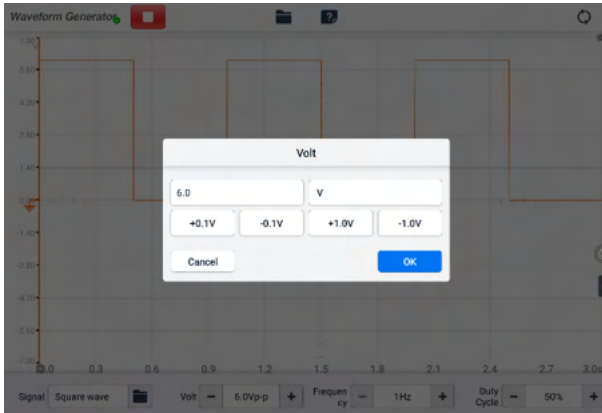 Waveform Generator
7.00
Volt
6.0 V
+0.1V -0.1V +1.0V -1.0V
Cancel OK
0.0 0.3 0.6 0.9 1.2 1.5 1.8 2.1 2.4 2.7 3.0s
Signal Square wave Volt - 6.0Vp-p + Frequen
cy - 1Hz + Duty
Cycle - 50% +